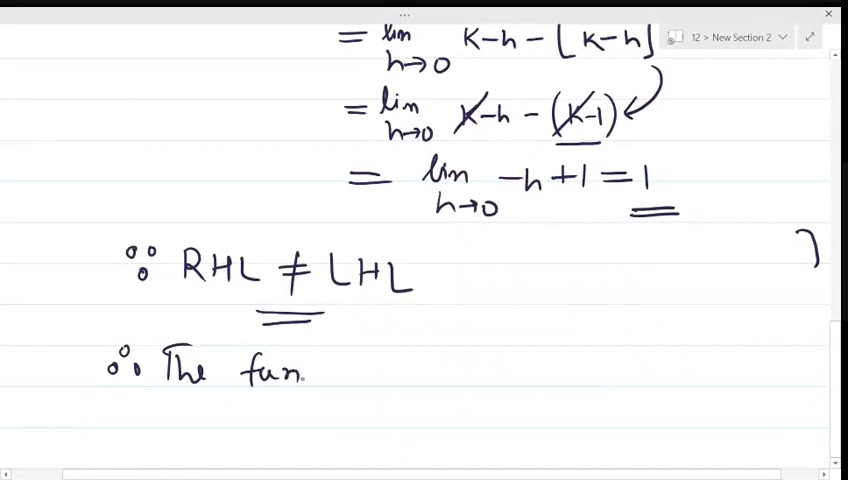 12 > New Section 2
= lim h→0 K-h - [K-h]
= lim h→0 K-h - (K-1)
= lim h→0 -h + 1 = 1
∵ RHL ≠ LHL
∴ The fun